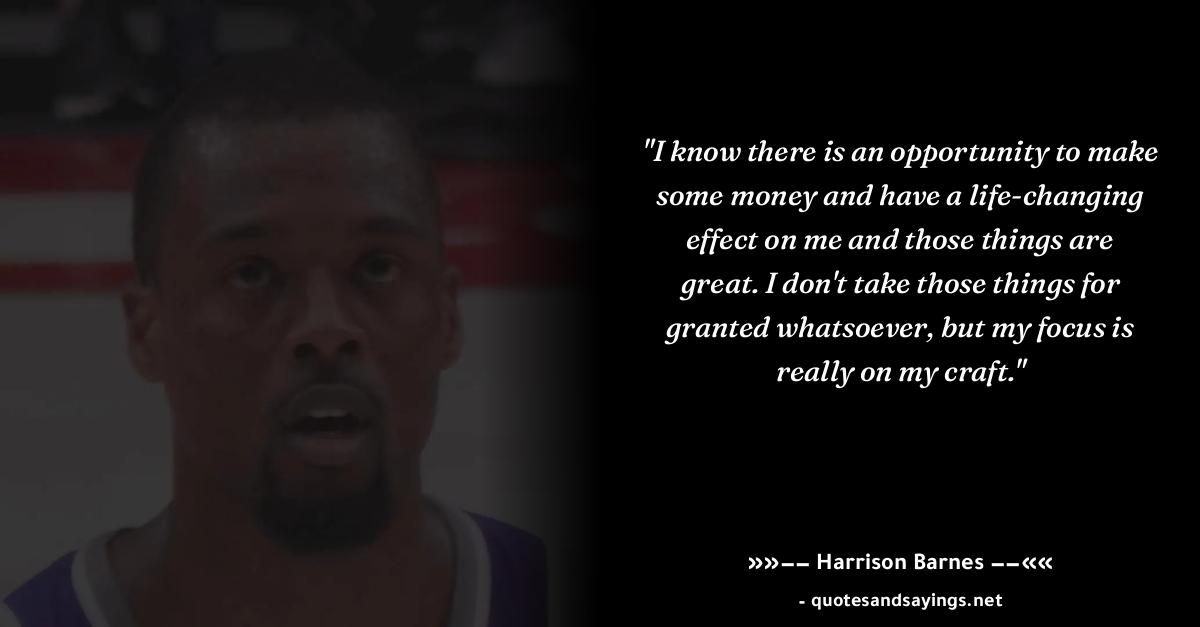 "I know there is an opportunity to make
some money and have a life-changing
effect on me and those things are
great. I don't take those things for
granted whatsoever, but my focus is
really on my craft."
»»–– Harrison Barnes ––««
- quotesandsayings.net